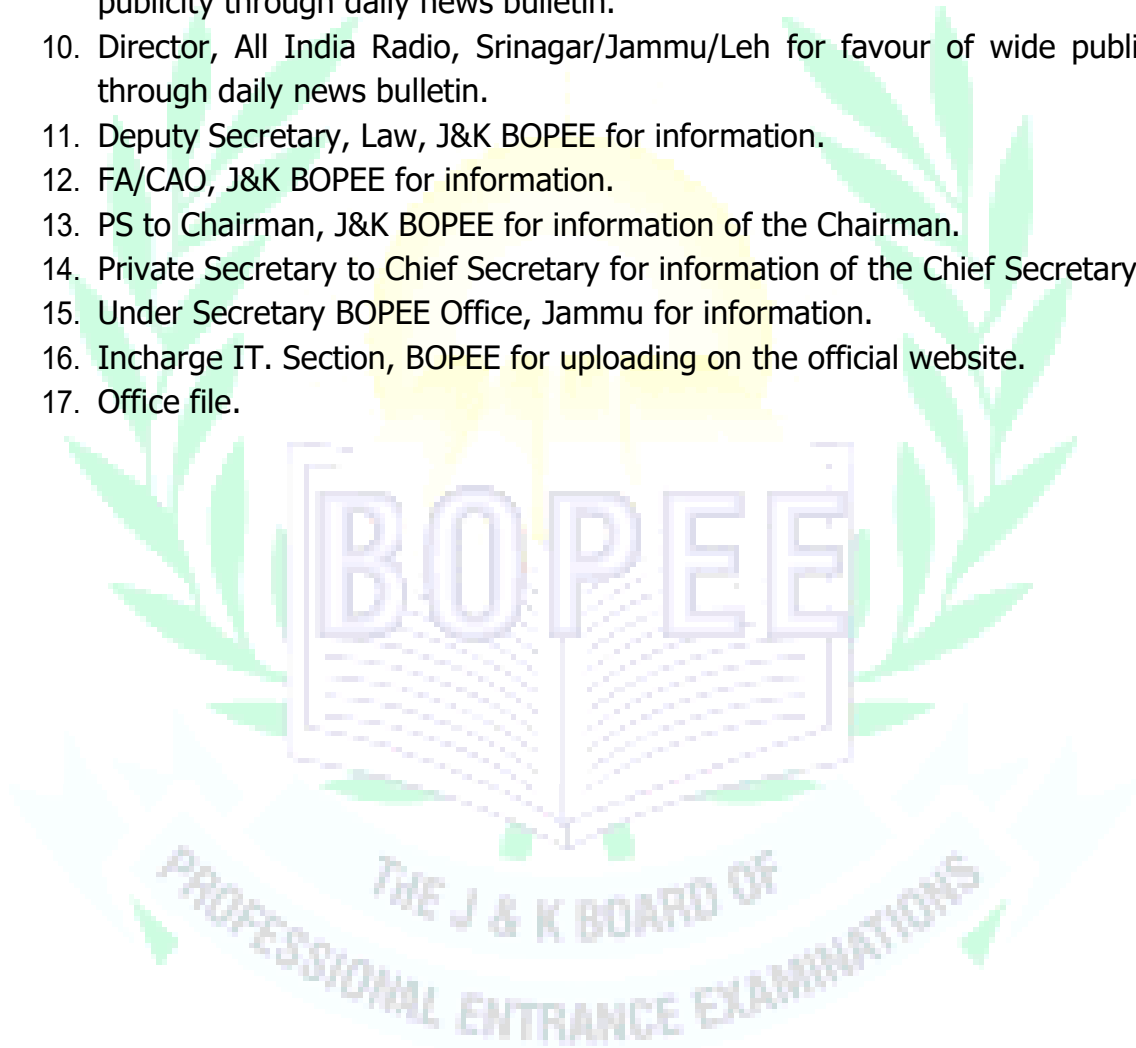 publicity through daily news bulletin.
10. Director, All India Radio, Srinagar/Jammu/Leh for favour of wide publi
through daily news bulletin.
11. Deputy Secretary, Law, J&K BOPEE for information.
12. FA/CAO, J&K BOPEE for information.
13. PS to Chairman, J&K BOPEE for information of the Chairman.
14. Private Secretary to Chief Secretary for information of the Chief Secretary
15. Under Secretary BOPEE Office, Jammu for information.
16. Incharge IT. Section, BOPEE for uploading on the official website.
17. Office file.
BOPEE
THE J & K BOARD OF
PROFESSIONAL ENTRANCE EXAMINATIONS